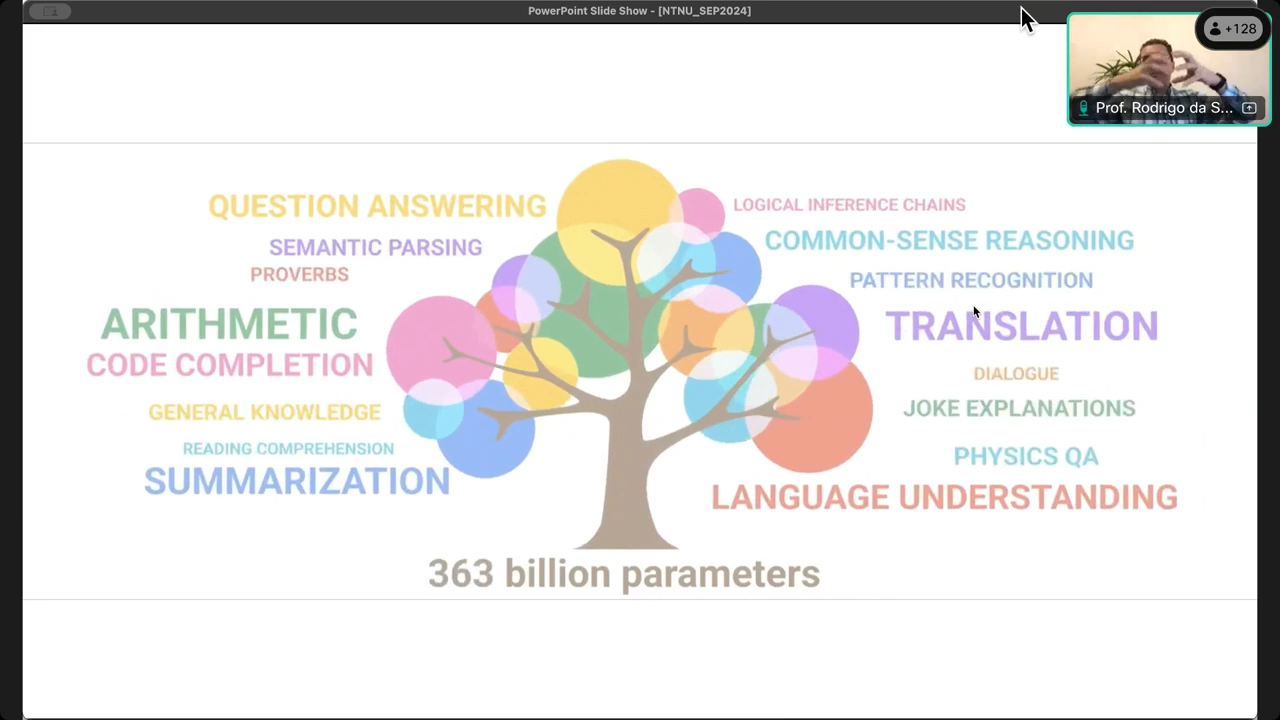 PowerPoint Slide Show - [NTNU_SEP2024]
+128
Prof. Rodrigo da S...
QUESTION ANSWERING
SEMANTIC PARSING
PROVERBS
ARITHMETIC
CODE COMPLETION
GENERAL KNOWLEDGE
READING COMPREHENSION
SUMMARIZATION
LOGICAL INFERENCE CHAINS
COMMON-SENSE REASONING
PATTERN RECOGNITION
TRANSLATION
DIALOGUE
JOKE EXPLANATIONS
PHYSICS QA
LANGUAGE UNDERSTANDING
363 billion parameters